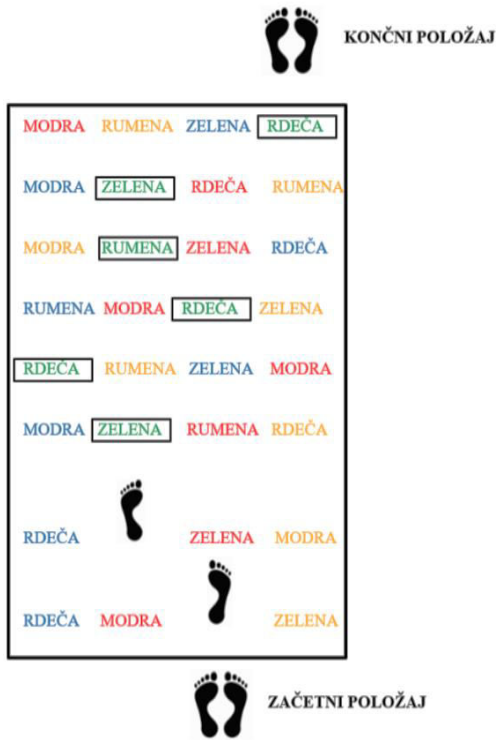 KONČNI POLOŽAJ
MODRA RUMENA ZELENA RDEČA
MODRA ZELENA RDEČA RUMENA
MODRA RUMENA ZELENA RDEČA
RUMENA MODRA RDEČA ZELENA
RDEČA RUMENA ZELENA MODRA
MODRA ZELENA RUMENA RDEČA
RDEČA ZELENA MODRA
RDEČA MODRA ZELENA
ZAČETNI POLOŽAJ